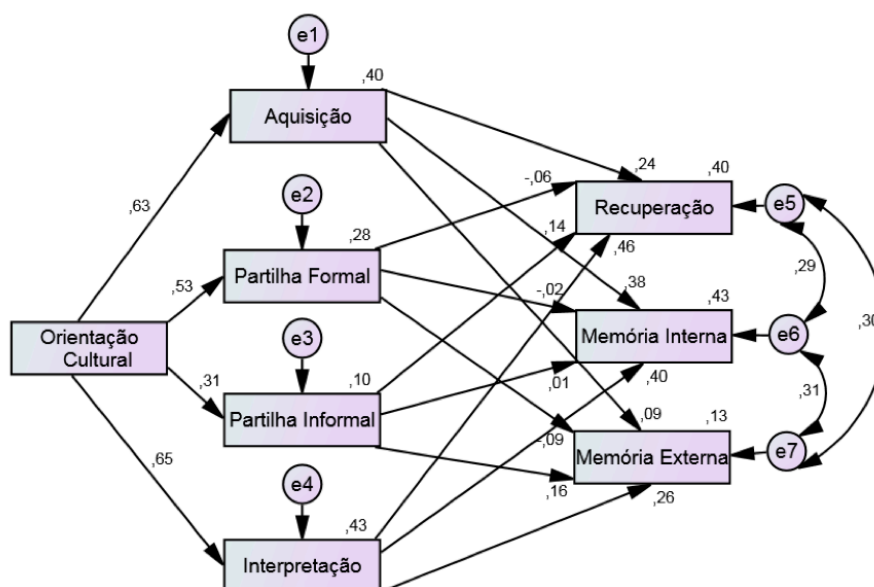 e1
,40
Aquisição
,24
,40
-,06
e2
Recuperação
e5
,63
,14
,28
,46
Partilha Formal
,29
-,02
,38
,43
,53
e3
,30
Orientação
Cultural
Memória Interna
e6
,31
,10
,01
,40
Partilha Informal
,31
,09
,13
-,09
Memória Externa
e7
,65
e4
,16
,26
,43
Interpretação